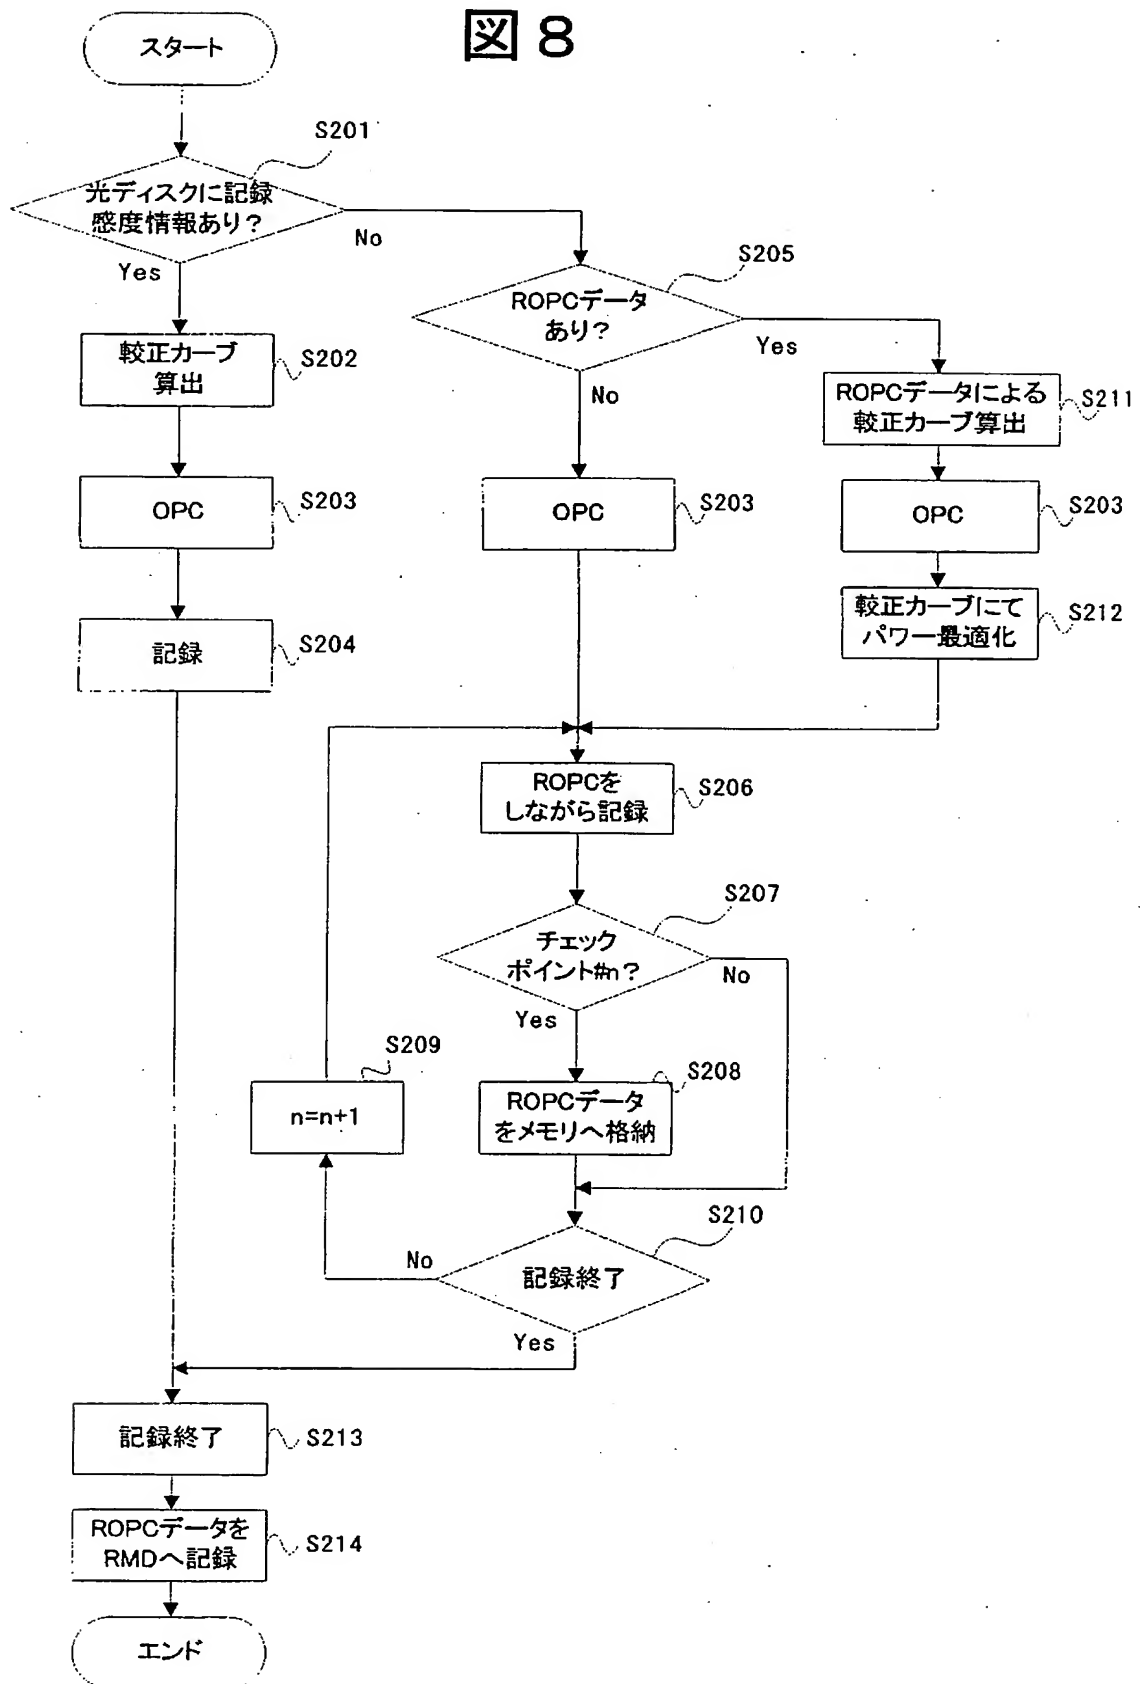 図 8
スタート
S201
光ディスクに記録
感度情報あり？
No
Yes
S205
ROPCデータ
あり？
Yes
No
較正カーブ
算出
S202
ROPCデータによる
較正カーブ算出
S211
OPC
S203
OPC
S203
OPC
S203
記録
S204
較正カーブにて
パワー最適化
S212
ROPCを
しながら記録
S206
S207
チェック
ポイント#n？
No
Yes
S209
n=n+1
S208
ROPCデータ
をメモリへ格納
S210
No
記録終了
Yes
記録終了
S213
ROPCデータを
RMDへ記録
S214
エンド